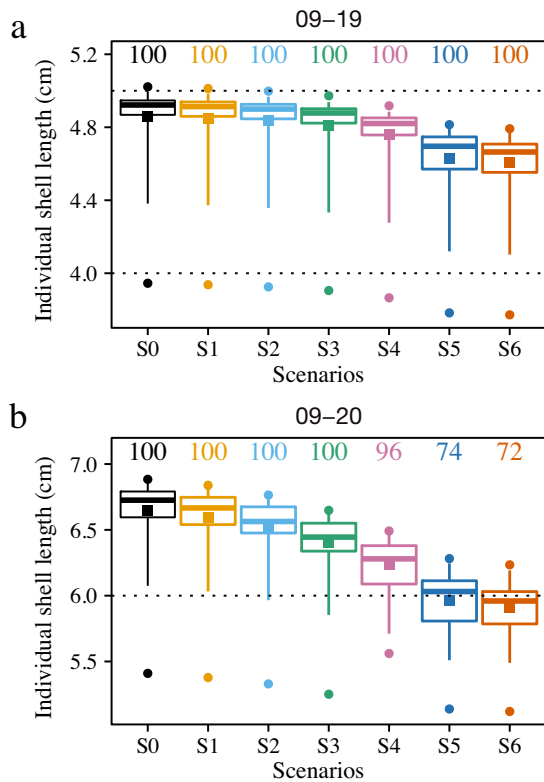 a
09–19
100 100 100 100 100 100 100
Individual shell length (cm)
5.2
4.8
4.4
4.0
S0 S1 S2 S3 S4 S5 S6
Scenarios
b
09–20
100 100 100 100 96 74 72
Individual shell length (cm)
7.0
6.5
6.0
5.5
S0 S1 S2 S3 S4 S5 S6
Scenarios